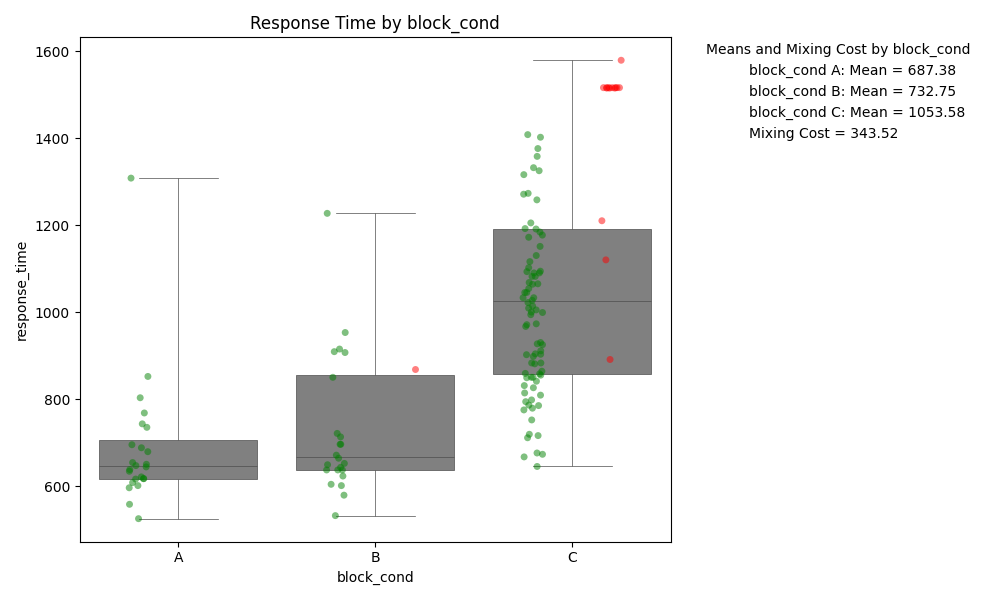 Response Time by block_cond
1600
1400
1200
1000
800
600
response_time
A
B
C
block_cond
Means and Mixing Cost by block_cond
block_cond A: Mean = 687.38
block_cond B: Mean = 732.75
block_cond C: Mean = 1053.58
Mixing Cost = 343.52